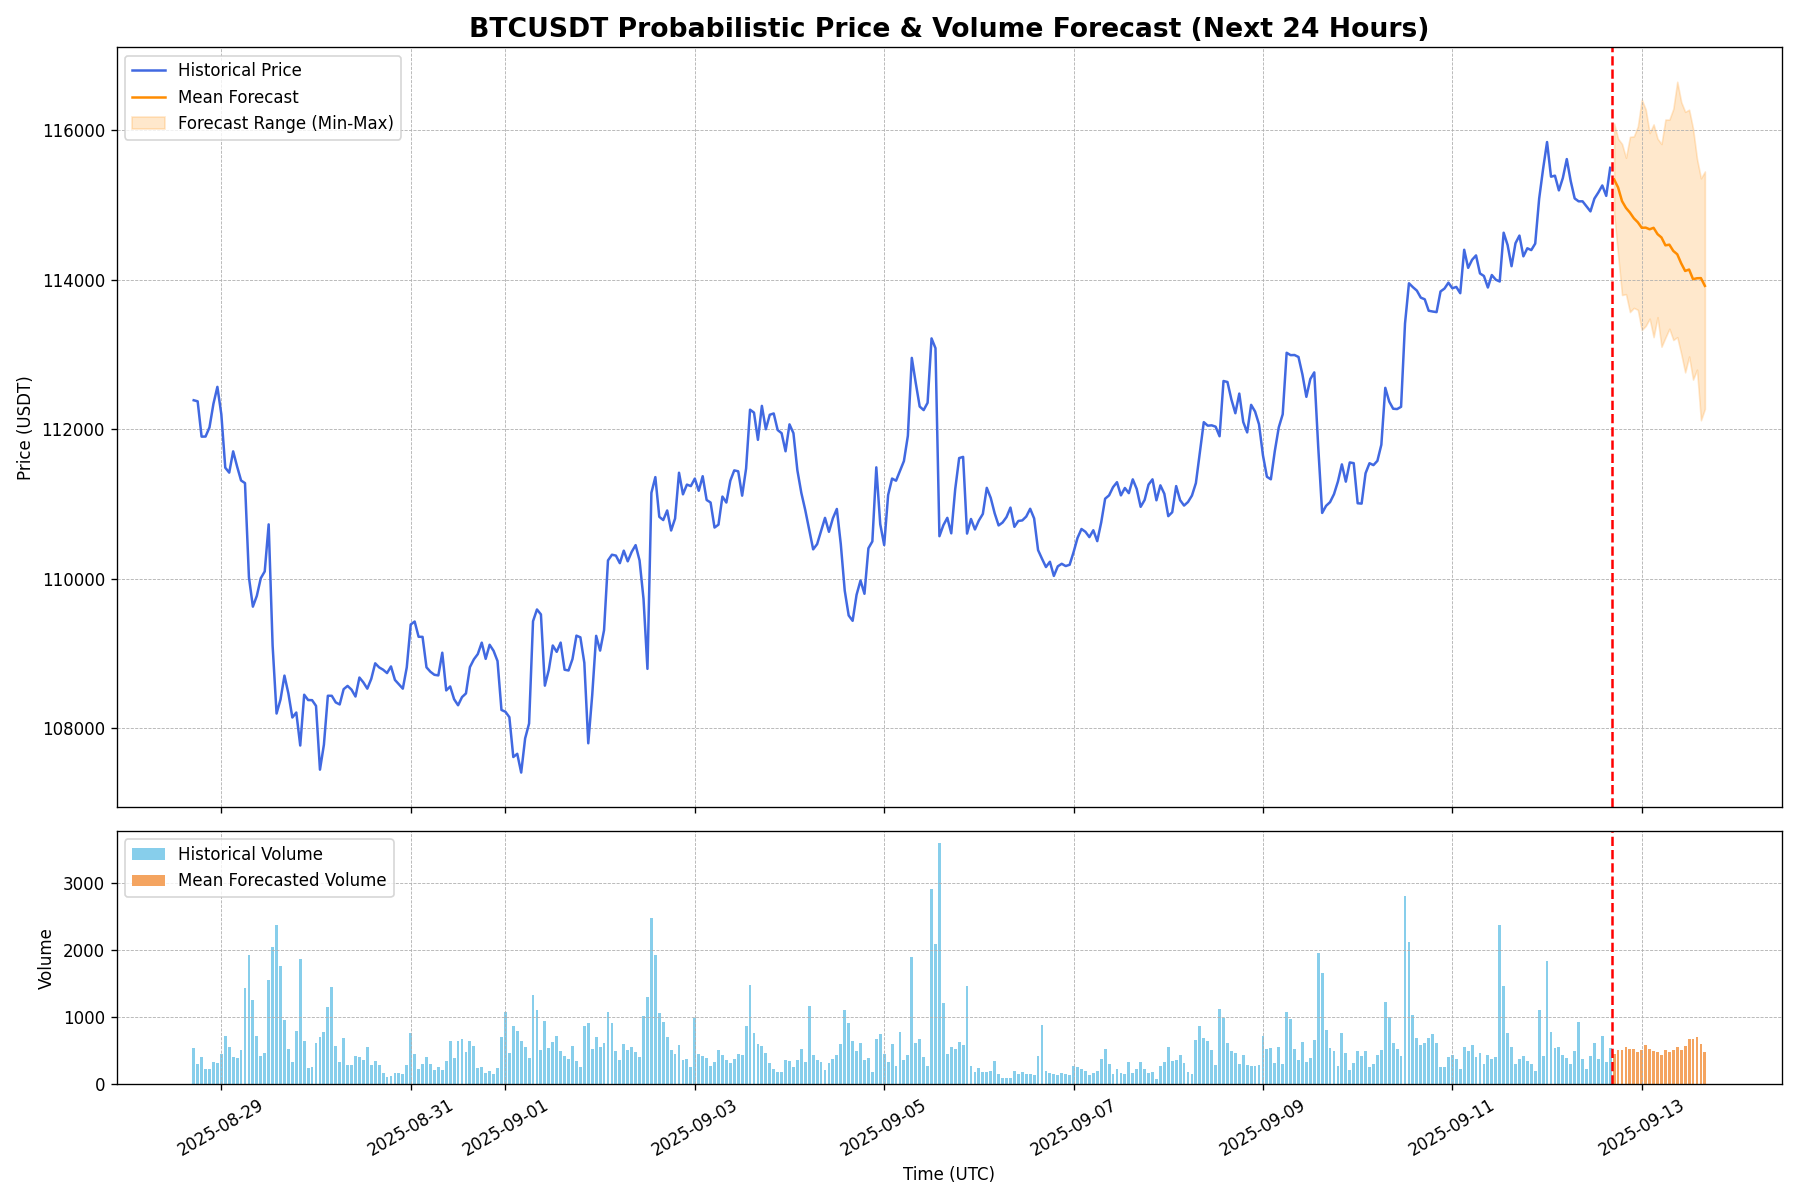 BTCUSDT Probabilistic Price & Volume Forecast (Next 24 Hours)
Historical Price
Mean Forecast
Forecast Range (Min-Max)
116000
114000
112000
110000
108000
Price (USDT)
Historical Volume
Mean Forecasted Volume
3000
2000
1000
0
Volume
2025-08-29
2025-08-31
2025-09-01
2025-09-03
2025-09-05
2025-09-07
2025-09-09
2025-09-11
2025-09-13
Time (UTC)